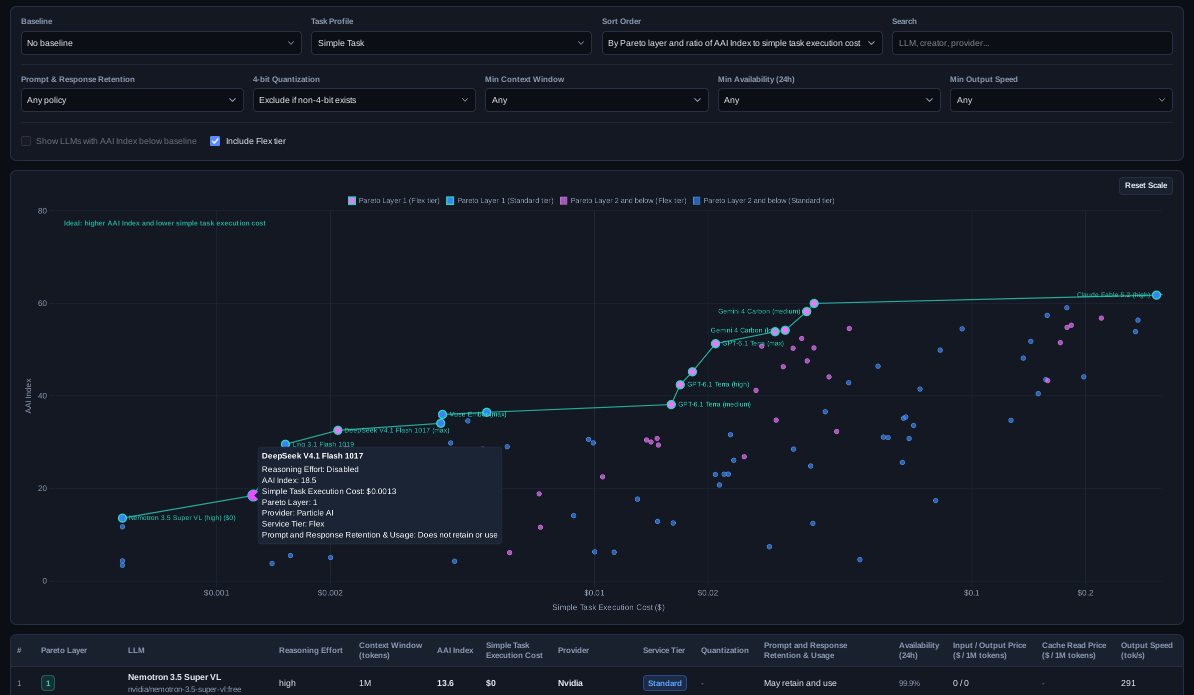 Baseline
Task Profile
Sort Order
Search
No baseline
Simple Task
By Pareto layer and ratio of AAI Index to simple task execution cost
LLM, creator, provider...
Prompt & Response Retention
4-bit Quantization
Min Context Window
Min Availability (24h)
Min Output Speed
Any policy
Exclude if non-4-bit exists
Any
Any
Any
Show LLMs with AAI Index below baseline
Include Flex tier
Reset Scale
Pareto Layer 1 (Flex tier)
Pareto Layer 1 (Standard tier)
Pareto Layer 2 and below (Flex tier)
Pareto Layer 2 and below (Standard tier)
80
Ideal: higher AAI Index and lower simple task execution cost
60
Claude Fable 5.2 (high)
Gemini 4 Carbon (medium)
Gemini 4 Carbon
GPT-6.1 Terra (max)
GPT-6.1 Terra (high)
40
AAI Index
GPT-6.1 Terra (medium)
(max)
DeepSeek V4.1 Flash 1017 (max)
Ling 3.1 Flash 1019
DeepSeek V4.1 Flash 1017
Reasoning Effort: Disabled
AAI Index: 18.5
Simple Task Execution Cost: $0.0013
Pareto Layer: 1
Provider: Particle AI
Service Tier: Flex
Prompt and Response Retention & Usage: Does not retain or use
20
Nemotron 3.5 Super VL (high) ($0)
0
$0.001
$0.002
$0.01
$0.02
$0.1
$0.2
Simple Task Execution Cost ($)
#
Pareto Layer
LLM
Reasoning Effort
Context Window
(tokens)
AAI Index
Simple Task
Execution Cost
Provider
Service Tier
Quantization
Prompt and Response
Retention & Usage
Availability
(24h)
Input / Output Price
($ / 1M tokens)
Cache Read Price
($ / 1M tokens)
Output Speed
(tok/s)
1
1
Nemotron 3.5 Super VL
nvidia/nemotron-3.5-super-vl:free
high
1M
13.6
$0
Nvidia
Standard
-
May retain and use
99.9%
0 / 0
-
291